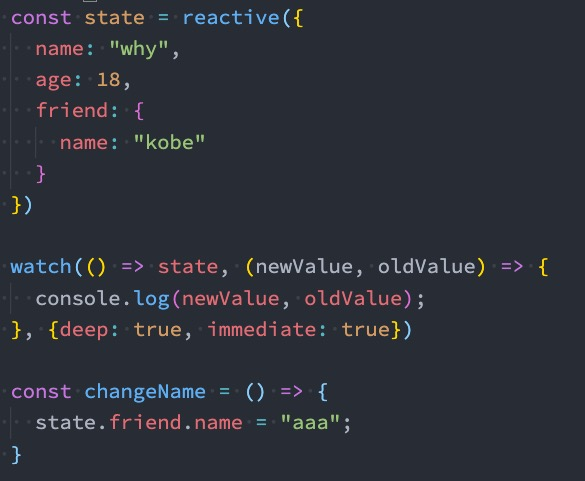 const state = reactive({
  name: "why",
  age: 18,
  friend: {
    name: "kobe"
  }
})

watch(() => state, (newValue, oldValue) => {
  console.log(newValue, oldValue);
}, {deep: true, immediate: true})

const changeName = () => {
  state.friend.name = "aaa";
}